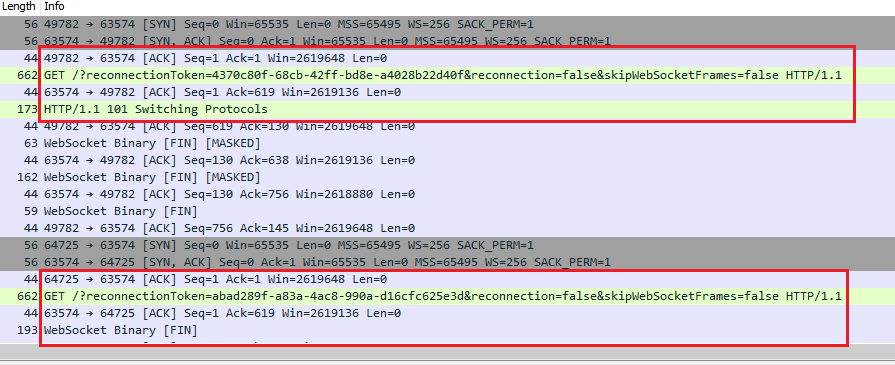 Length Info
56 49782 → 63574 [SYN] Seq=0 Win=65535 Len=0 MSS=65495 WS=256 SACK_PERM=1
56 63574 → 49782 [SYN, ACK] Seq=0 Ack=1 Win=65535 Len=0 MSS=65495 WS=256 SACK_PERM=1
44 49782 → 63574 [ACK] Seq=1 Ack=1 Win=2619648 Len=0
662 GET /?reconnectionToken=4370c80f-68cb-42ff-bd8e-a4028b22d40f&reconnection=false&skipWebSocketFrames=false HTTP/1.1
44 63574 → 49782 [ACK] Seq=1 Ack=619 Win=2619136 Len=0
173 HTTP/1.1 101 Switching Protocols
44 49782 → 63574 [ACK] Seq=619 Ack=130 Win=2619648 Len=0
63 WebSocket Binary [FIN] [MASKED]
44 63574 → 49782 [ACK] Seq=130 Ack=638 Win=2619136 Len=0
162 WebSocket Binary [FIN] [MASKED]
44 63574 → 49782 [ACK] Seq=130 Ack=756 Win=2618880 Len=0
59 WebSocket Binary [FIN]
44 49782 → 63574 [ACK] Seq=756 Ack=145 Win=2619648 Len=0
56 64725 → 63574 [SYN] Seq=0 Win=65535 Len=0 MSS=65495 WS=256 SACK_PERM=1
56 63574 → 64725 [SYN, ACK] Seq=0 Ack=1 Win=65535 Len=0 MSS=65495 WS=256 SACK_PERM=1
44 64725 → 63574 [ACK] Seq=1 Ack=1 Win=2619648 Len=0
662 GET /?reconnectionToken=abad289f-a83a-4ac8-990a-d16cfc625e3d&reconnection=false&skipWebSocketFrames=false HTTP/1.1
44 63574 → 64725 [ACK] Seq=1 Ack=619 Win=2619136 Len=0
193 WebSocket Binary [FIN]